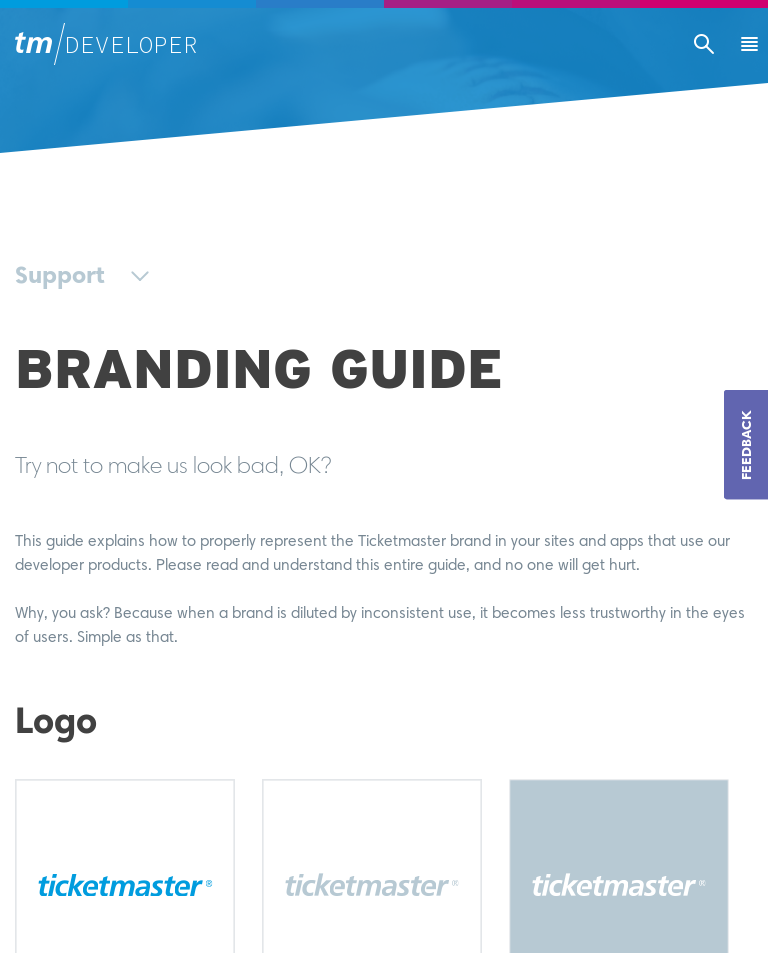 tm/DEVELOPER
Support
BRANDING GUIDE
FEEDBACK
Try not to make us look bad, OK?
This guide explains how to properly represent the Ticketmaster brand in your sites and apps that use our
developer products. Please read and understand this entire guide, and no one will get hurt.
Why, you ask? Because when a brand is diluted by inconsistent use, it becomes less trustworthy in the eyes
of users. Simple as that.
Logo
ticketmaster® ticketmaster® ticketmaster®